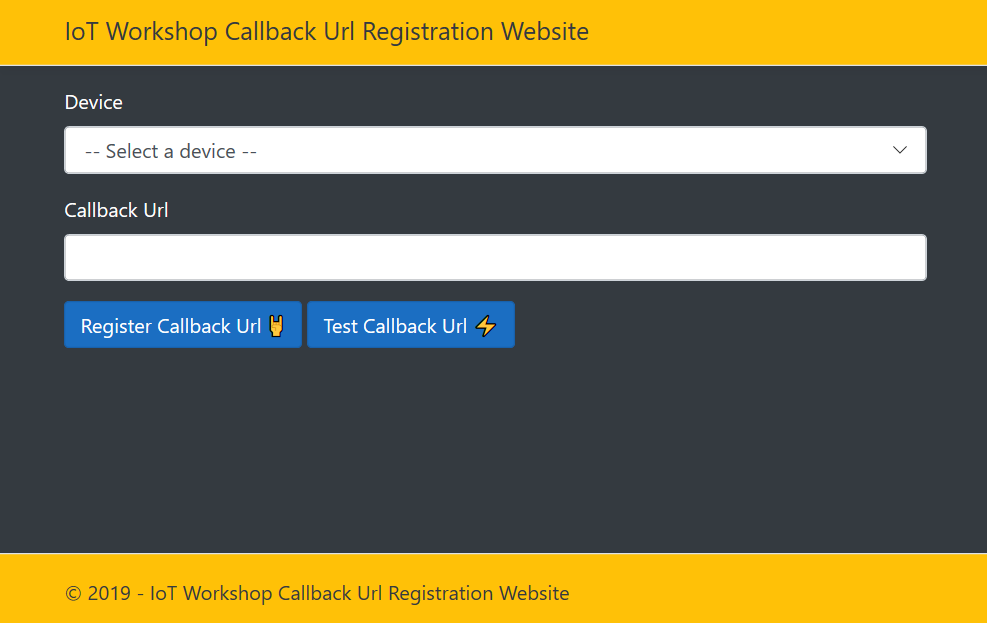 IoT Workshop Callback Url Registration Website
Device
-- Select a device --
Callback Url
Register Callback Url 🤘 Test Callback Url ⚡
© 2019 - IoT Workshop Callback Url Registration Website